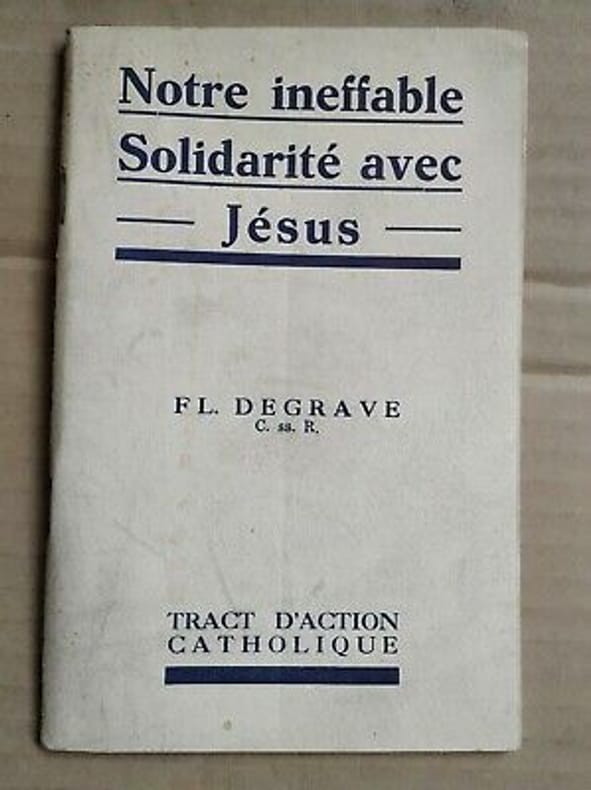 Notre ineffable
Solidarité avec
Jésus
FL. DEGRAVE
C. ss. R.
TRACT D'ACTION
CATHOLIQUE